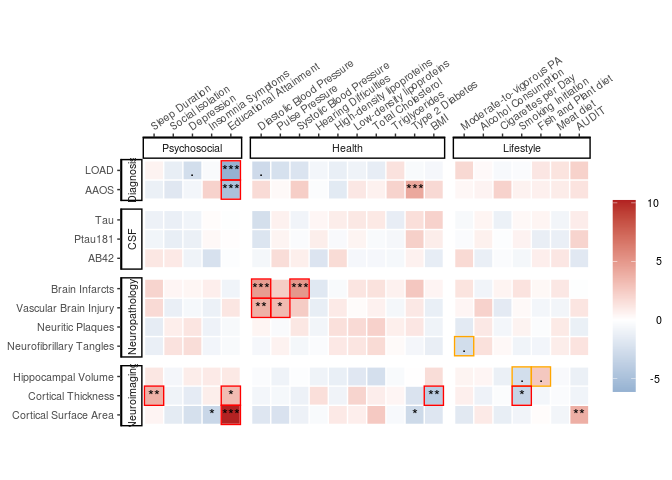 Sleep Duration
Social Isolation
Depression
Insomnia Symptoms
Educational Attainment
Diastolic Blood Pressure
Pulse Pressure
Systolic Blood Pressure
Hearing Difficulties
High-density lipoproteins
Low-density lipoproteins
Total Cholesterol
Triglycerides
Type 2 Diabetes
BMI
Moderate-to-vigorous PA
Alcohol Consumption
Cigarettes per Day
Smoking Initiation
Fish and Plant diet
Meat diet
AUDIT
Psychosocial
Health
Lifestyle
Diagnosis
LOAD . *** .
AAOS *** ***
CSF
Tau
Ptau181
AB42
Neuropathology
Brain Infarcts *** ***
Vascular Brain Injury ** *
Neuritic Plaques
Neurofibrillary Tangles .
Neuroimaging
Hippocampal Volume . .
Cortical Thickness ** * ** *
Cortical Surface Area * *** * **
10
5
0
-5